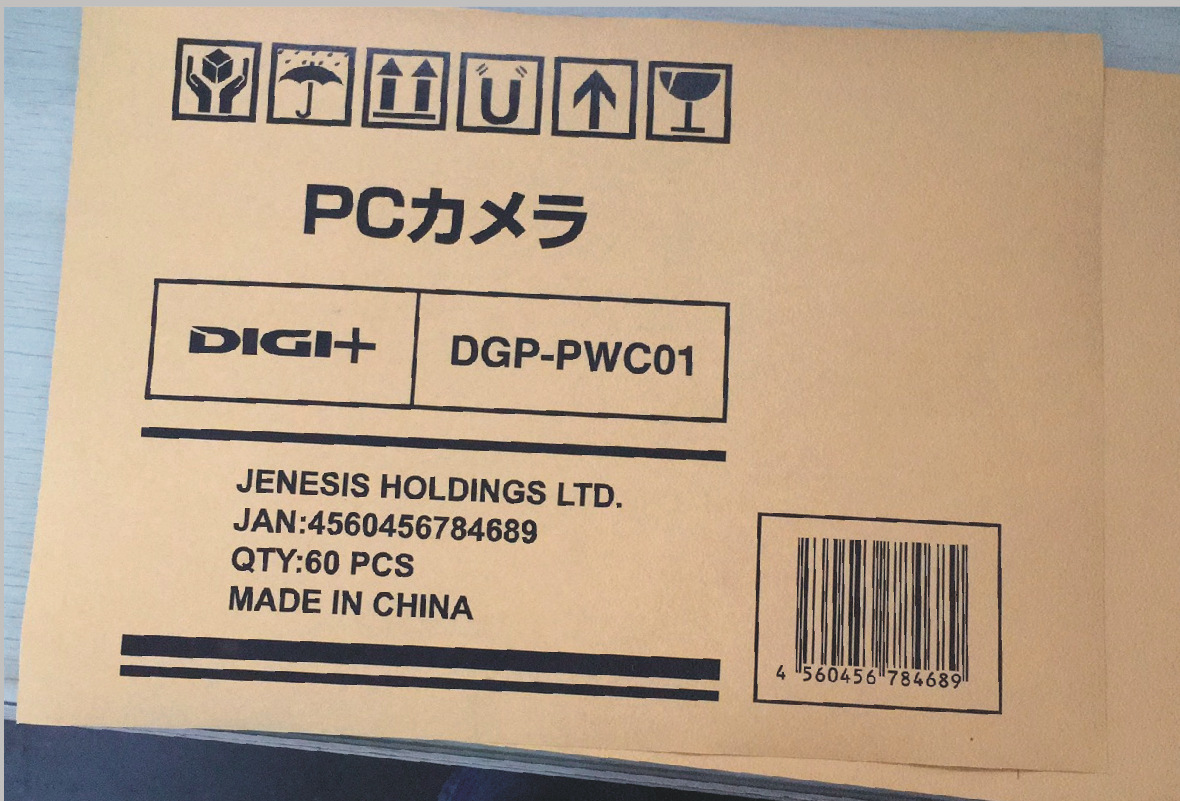 PCカメラ
DIGI+
DGP-PWC01
JENESIS HOLDINGS LTD.
JAN:4560456784689
QTY:60 PCS
MADE IN CHINA
4 560456 784689